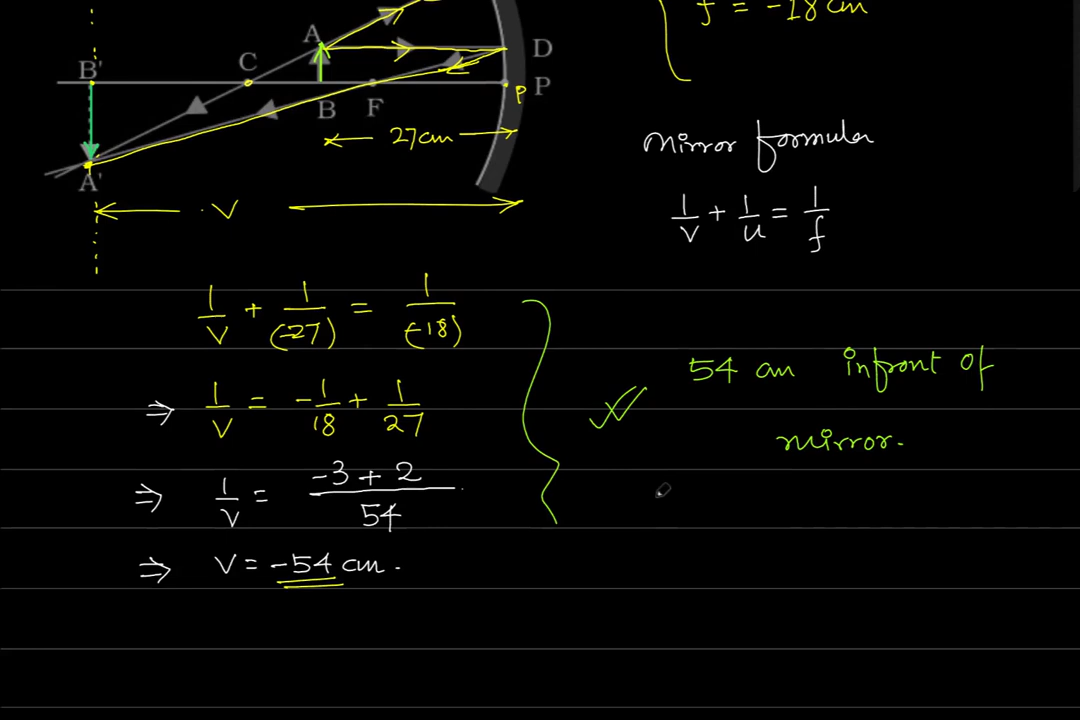 f = -18 cm
A
D
B'
C
P
P
B
F
27cm
A'
. V
mirror formula
1/v + 1/u = 1/f
1/V + 1/(-27) = 1/(-18)
⇒ 1/V = -1/18 + 1/27
⇒ 1/V = (-3 + 2)/54
⇒ V = -54 cm.
54 cm infront of
mirror.